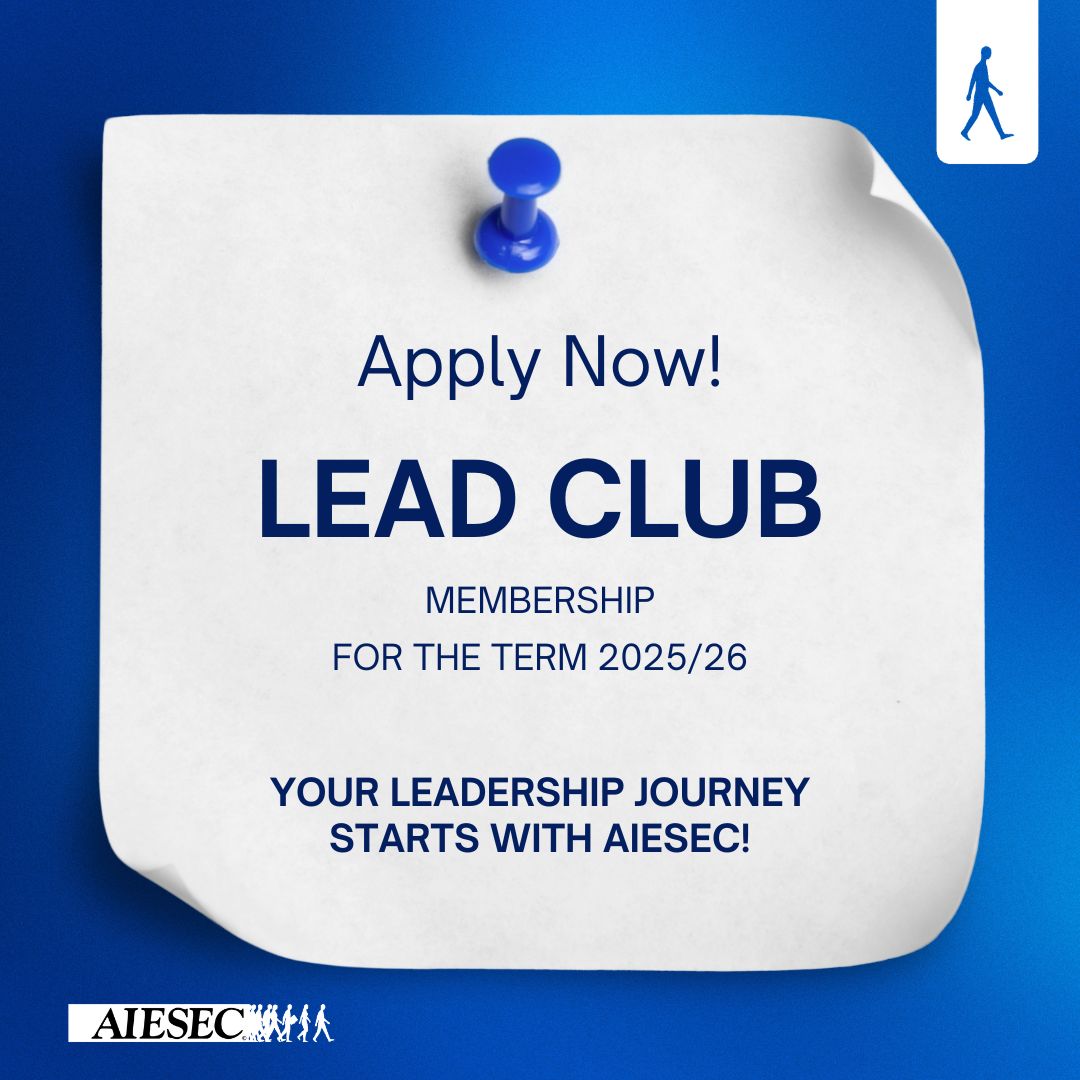 Apply Now!
LEAD CLUB
MEMBERSHIP
FOR THE TERM 2025/26
YOUR LEADERSHIP JOURNEY
STARTS WITH AIESEC!
AIESEC